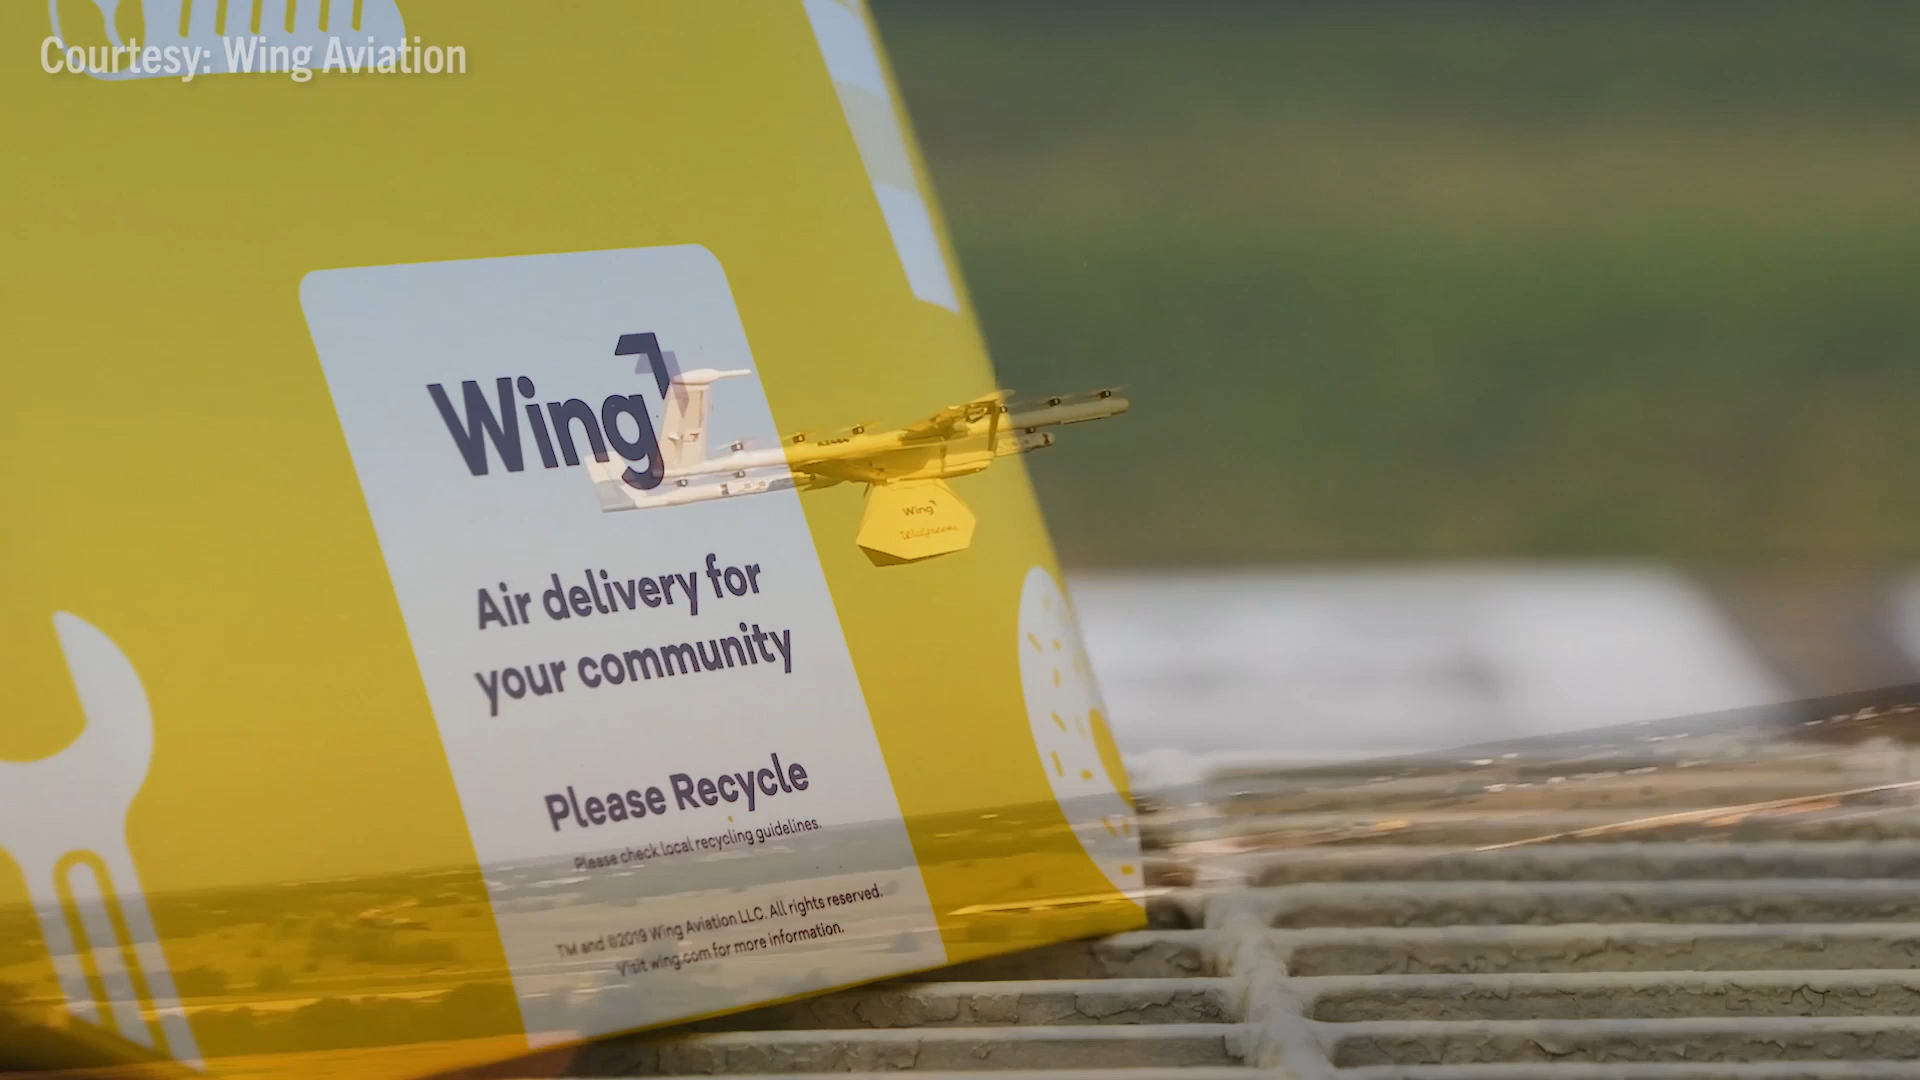 Courtesy: Wing Aviation
Wing
Wing
Walgreens
Air delivery for
your community
Please Recycle
Please check local recycling guidelines.
TM and ©2019 Wing Aviation LLC. All rights reserved.
Visit wing.com for more information.